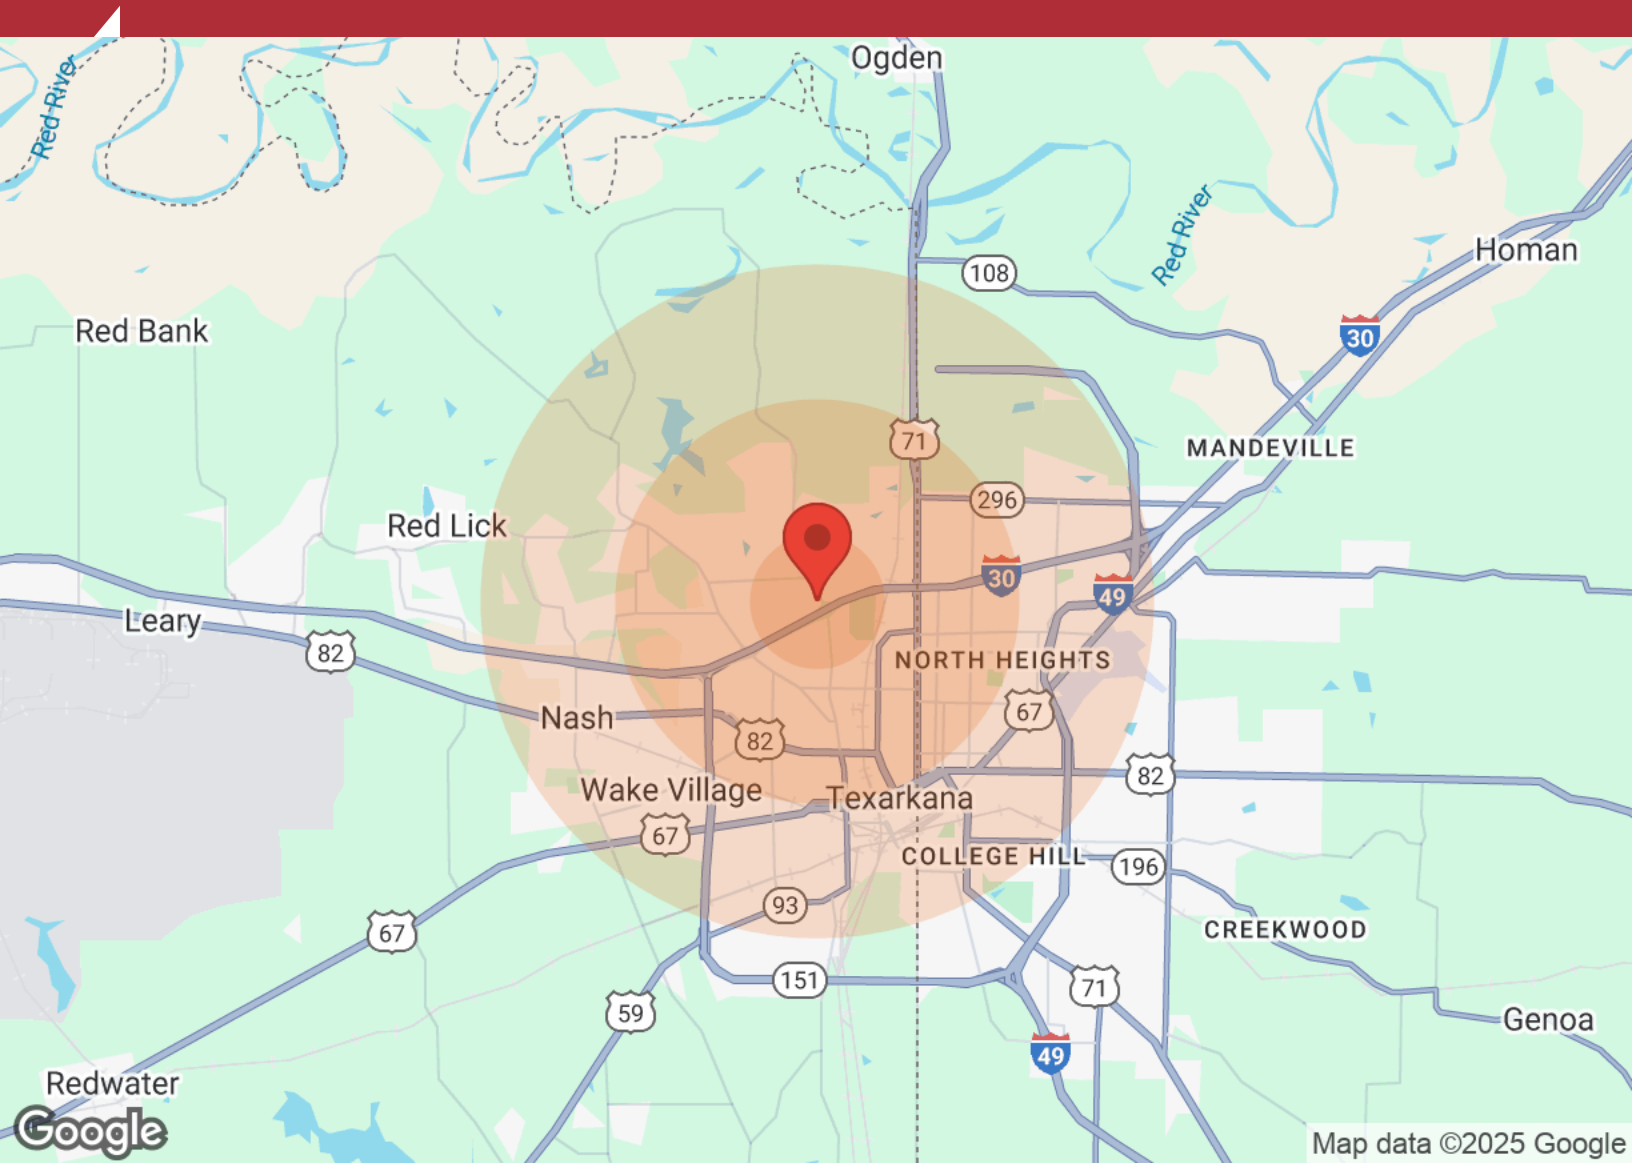 Ogden
Red River
Red River
108
Homan
30
Red Bank
71
MANDEVILLE
296
Red Lick
30
49
Leary
82
NORTH HEIGHTS
67
Nash
82
82
Wake Village
Texarkana
67
COLLEGE HILL
196
93
67
CREEKWOOD
151
71
59
Genoa
49
Redwater
Google
Map data ©2025 Google